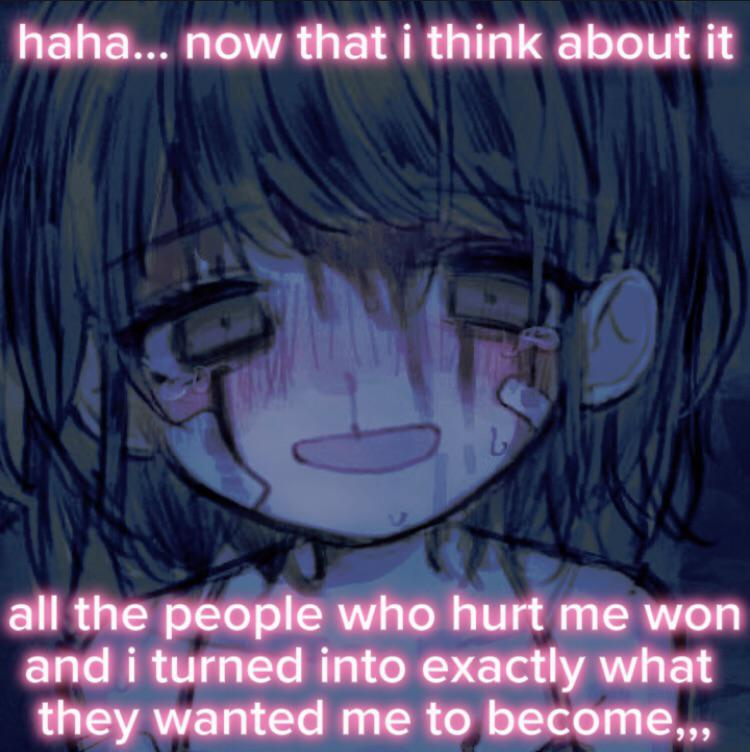 haha... now that i think about it
all the people who hurt me won
and i turned into exactly what
they wanted me to become,,,